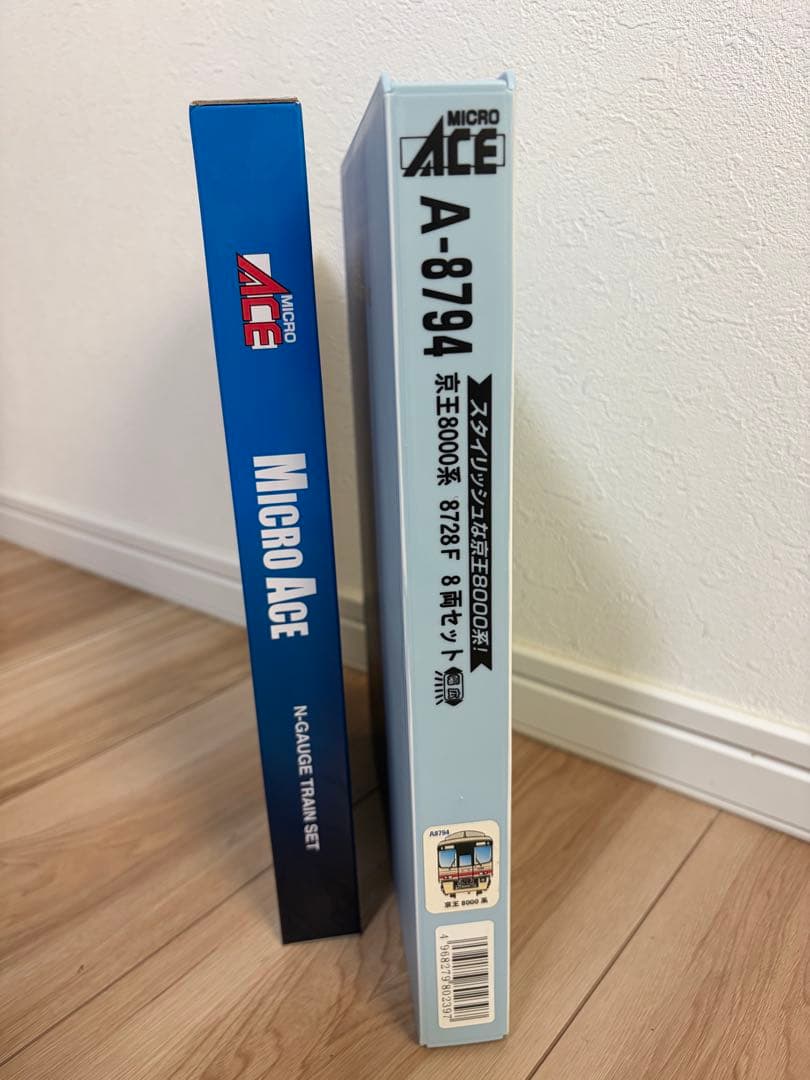 MICRO
ACE
MICRO ACE
N-GAUGE TRAIN SET
MICRO
ACE
A-8794
スタイリッシュな京王8000系!
京王8000系 8728F 8両セット
A8794
京王 8000 系
4968279802397